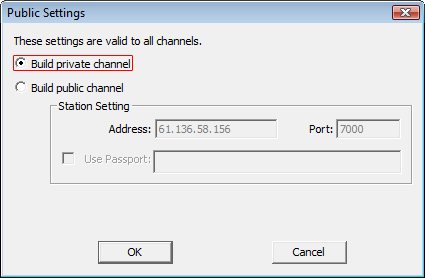 Public Settings
These settings are valid to all channels.
Build private channel
Build public channel
Station Setting
Address: 61.136.58.156 Port: 7000
Use Passport:
OK Cancel